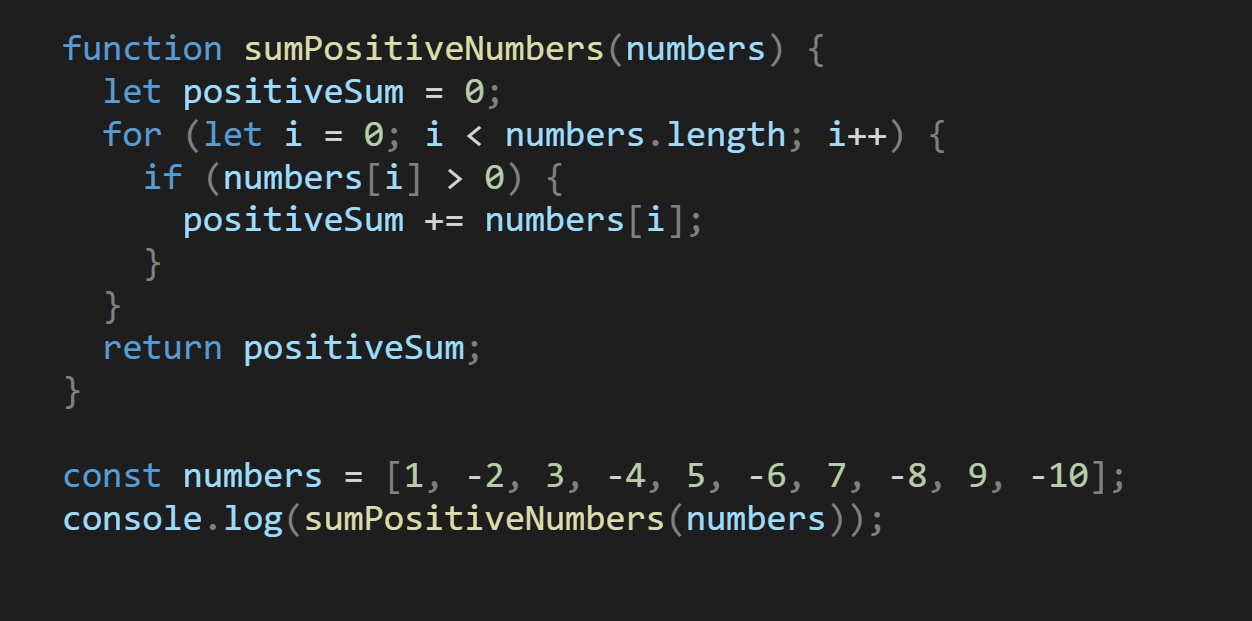 function sumPositiveNumbers(numbers) {
  let positiveSum = 0;
  for (let i = 0; i < numbers.length; i++) {
    if (numbers[i] > 0) {
      positiveSum += numbers[i];
    }
  }
  return positiveSum;
}

const numbers = [1, -2, 3, -4, 5, -6, 7, -8, 9, -10];
console.log(sumPositiveNumbers(numbers));